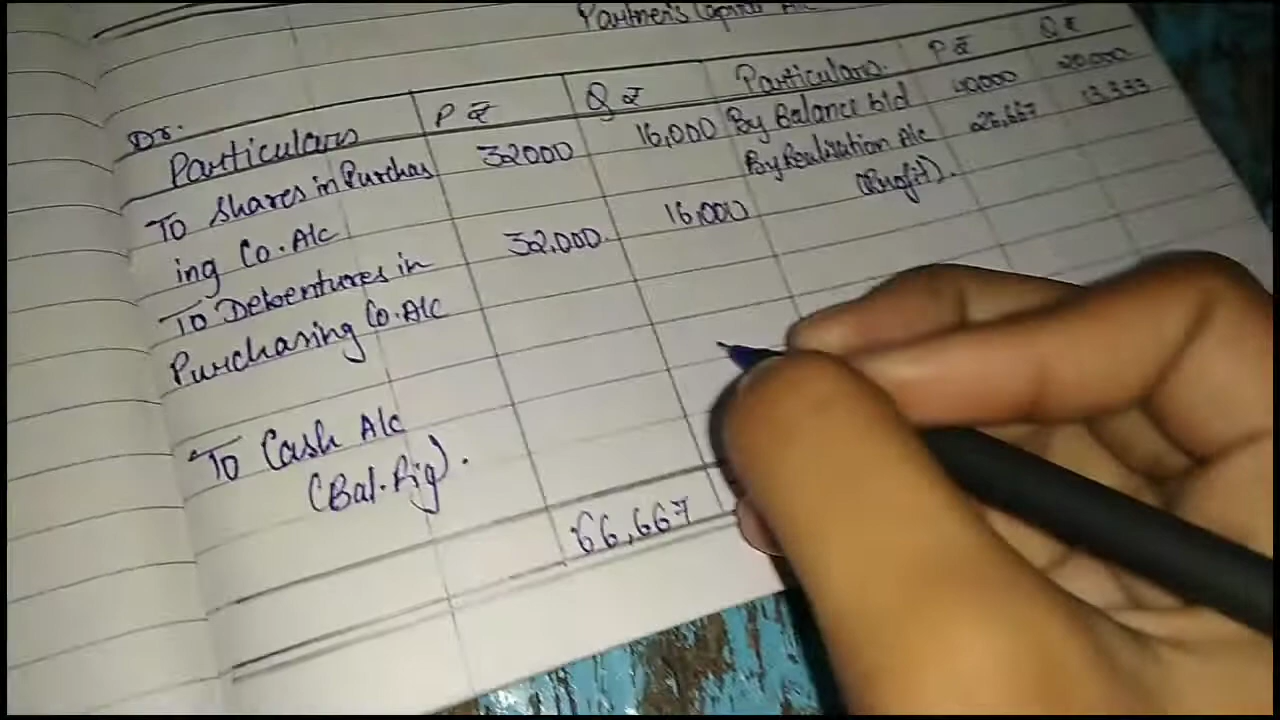 Partner's Capital A/c
Dr.
Particulars P ₹ Q ₹ Particulars. P ₹ Q ₹
To Shares in Purchas 32000 16,000 By Balance b/d 40,000 20,000
ing Co. A/c By Realisation A/c 26,667 13,333
(Profit).
To Debentures in 32,000 16,000
Purchasing Co. A/c
To Cash A/c
(Bal. Fig).
66,667